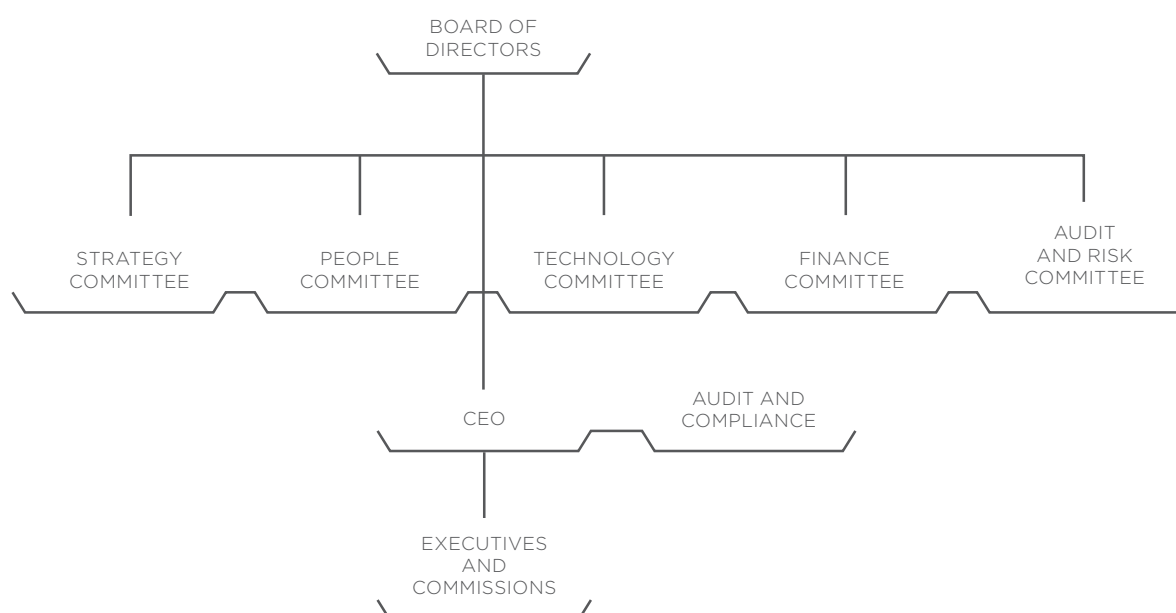 BOARD OF
DIRECTORS
STRATEGY
COMMITTEE
PEOPLE
COMMITTEE
TECHNOLOGY
COMMITTEE
FINANCE
COMMITTEE
AUDIT
AND RISK
COMMITTEE
CEO
AUDIT AND
COMPLIANCE
EXECUTIVES
AND
COMMISSIONS